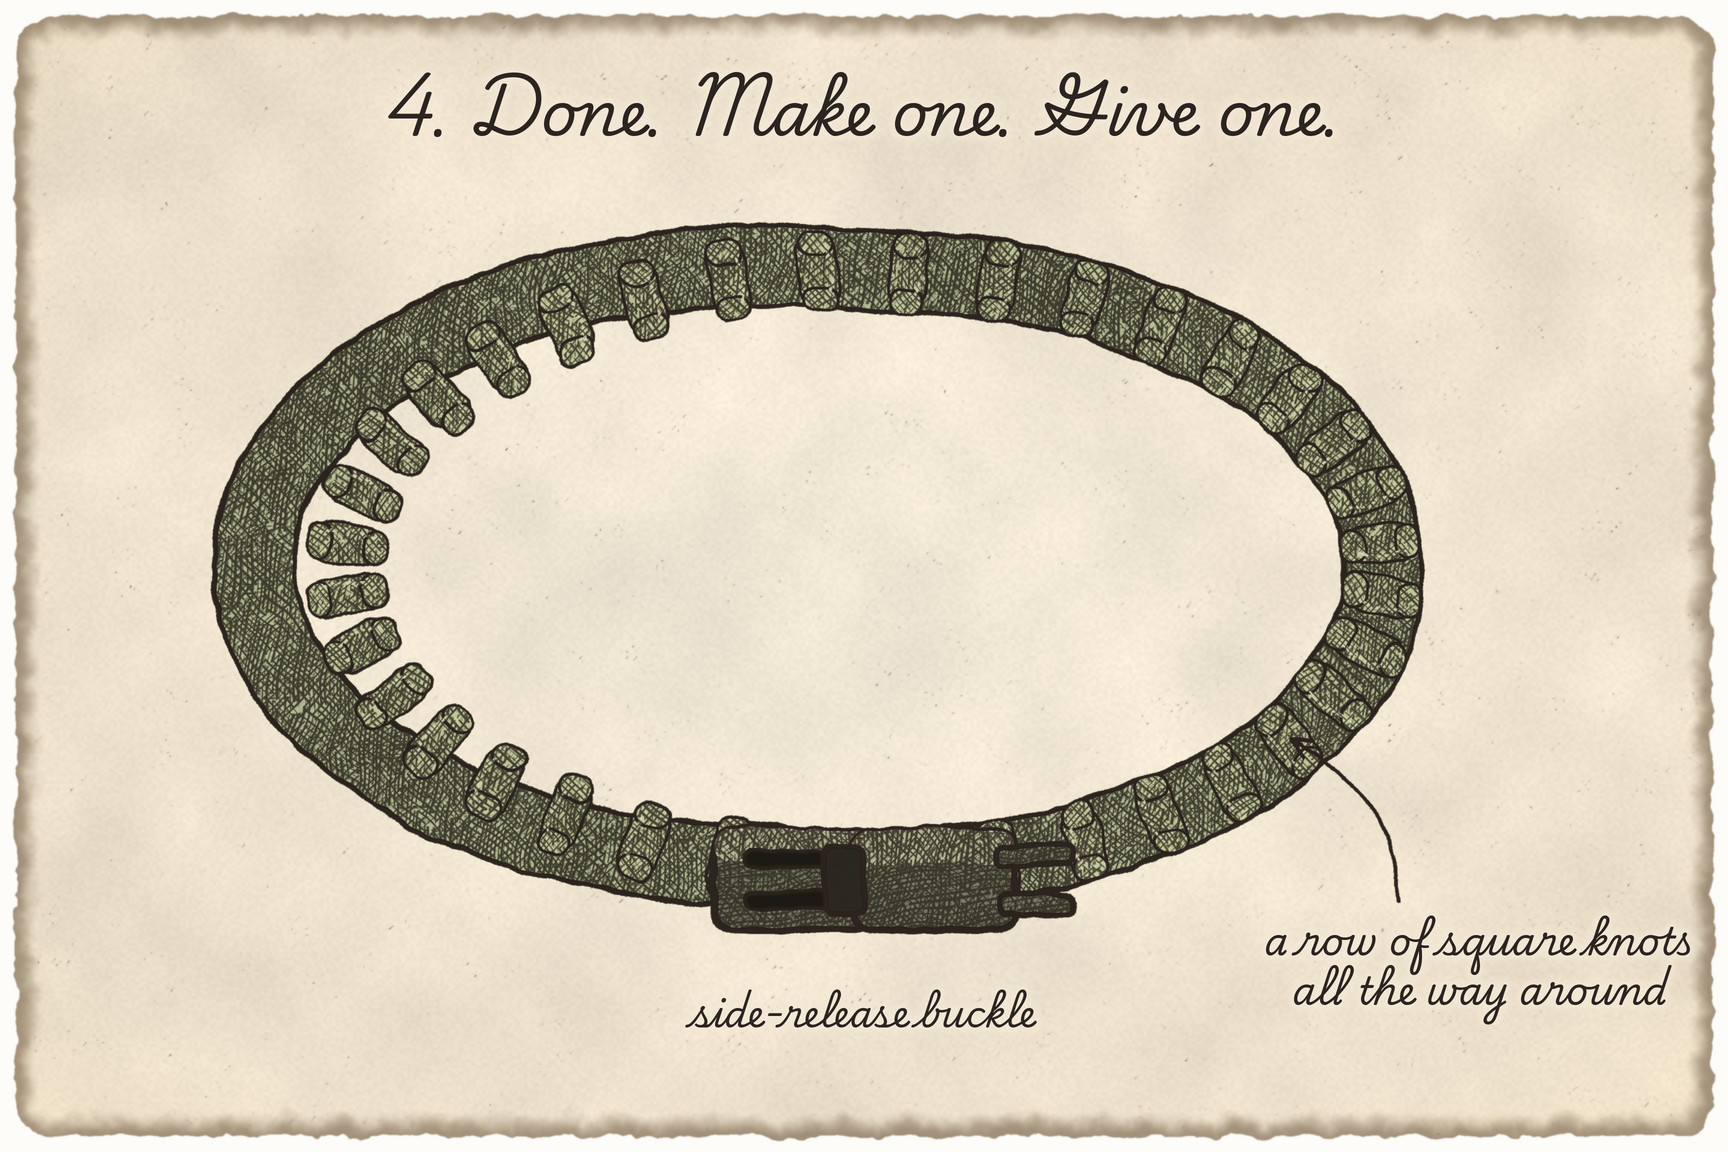 4. Done. Make one. Give one.
side-release buckle
a row of square knots
all the way around